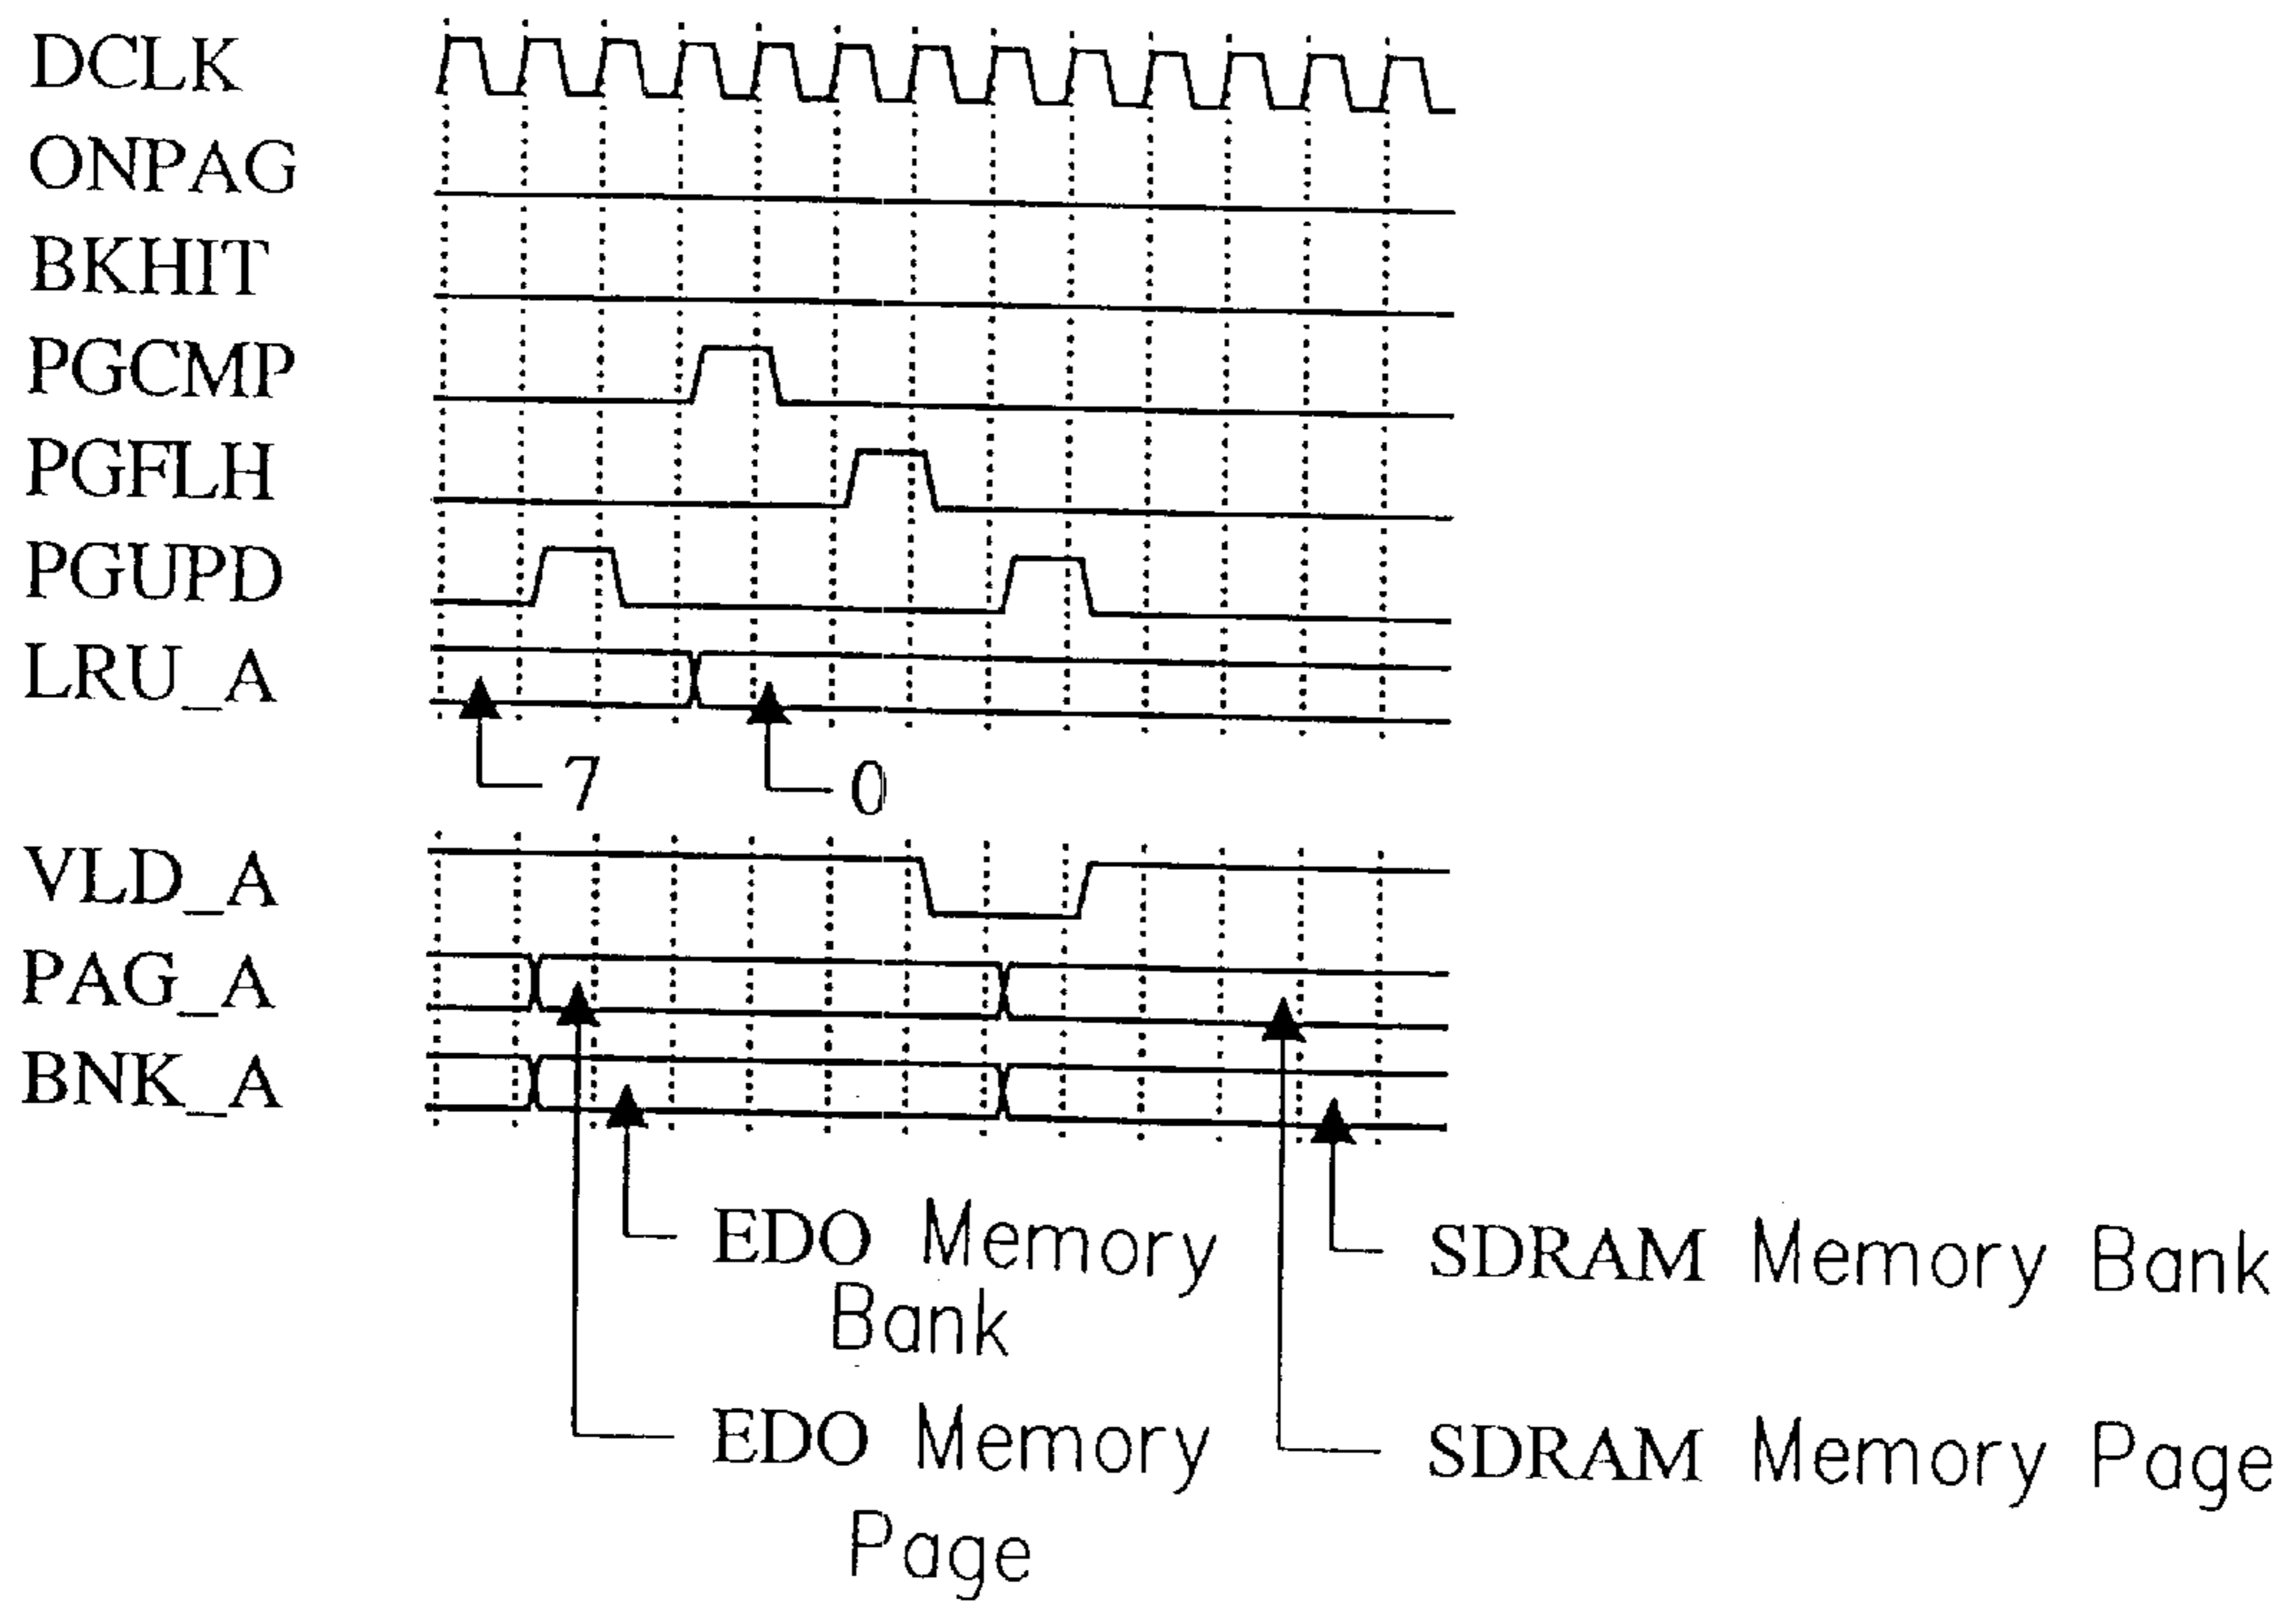 DCLK
ONPAG
BKHIT
PGCMP
PGFLH
PGUPD
LRU_A
7
0
VLD_A
PAG_A
BNK_A
EDO Memory
Bank
SDRAM Memory Bank
EDO Memory
Page
SDRAM Memory Page